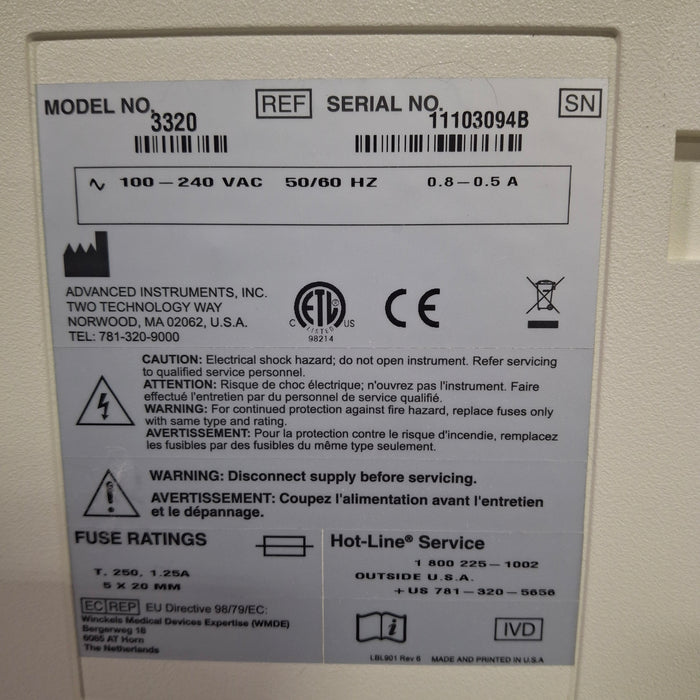 MODEL NO. 3320 REF SERIAL NO. 11103094B SN
∿ 100-240 VAC 50/60 HZ 0.8-0.5 A
ADVANCED INSTRUMENTS, INC.
TWO TECHNOLOGY WAY
NORWOOD, MA 02062, U.S.A.
TEL: 781-320-9000
C ETL US
LISTED
98214
CE
CAUTION: Electrical shock hazard; do not open instrument. Refer servicing
to qualified service personnel.
ATTENTION: Risque de choc électrique; n'ouvrez pas l'instrument. Faire
effectué l'entretien par du personnel de service qualifié.
WARNING: For continued protection against fire hazard, replace fuses only
with same type and rating.
AVERTISSEMENT: Pour la protection contre le risque d'incendie, remplacez
les fusibles par des fusibles du même type seulement.
WARNING: Disconnect supply before servicing.
AVERTISSEMENT: Coupez l'alimentation avant l'entretien
et le dépannage.
FUSE RATINGS
T. 250, 1.25A
5 X 20 MM
EC REP EU Directive 98/79/EC:
Winckels Medical Devices Expertise (WMDE)
Bergerweg 18
6085 AT Horn
The Netherlands
Hot-Line® Service
1 800 225-1002
OUTSIDE U.S.A.
+US 781-320-5656
i IVD
LBL901 Rev 6 MADE AND PRINTED IN U.S.A